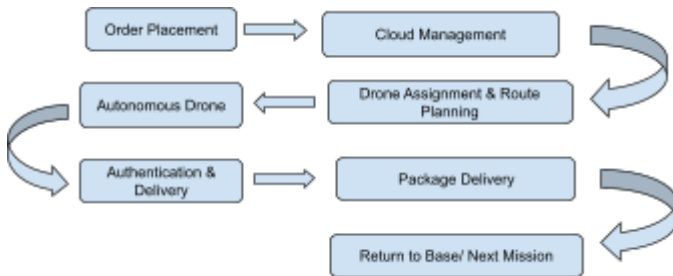 Order Placement
Cloud Management
Drone Assignment & Route
Planning
Autonomous Drone
Authentication &
Delivery
Package Delivery
Return to Base/ Next Mission